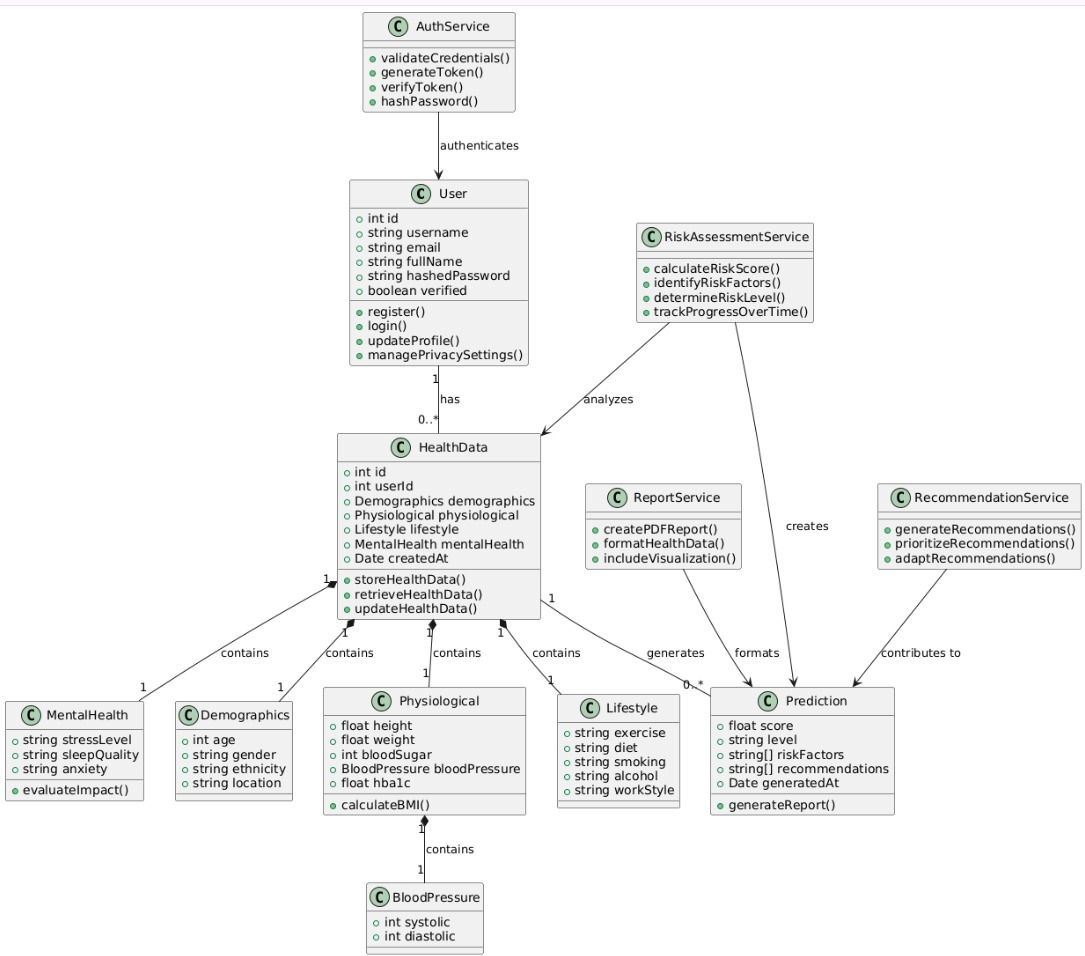 C AuthService
validateCredentials()
generateToken()
verifyToken()
hashPassword()
authenticates
C User
int id
string username
string email
string fullName
string hashedPassword
boolean verified
register()
login()
updateProfile()
managePrivacySettings()
C RiskAssessmentService
calculateRiskScore()
identifyRiskFactors()
determineRiskLevel()
trackProgressOverTime()
1
has
0..*
analyzes
creates
C HealthData
int id
int userId
Demographics demographics
Physiological physiological
Lifestyle lifestyle
MentalHealth mentalHealth
Date createdAt
storeHealthData()
retrieveHealthData()
updateHealthData()
C ReportService
createPDFReport()
formatHealthData()
includeVisualization()
C RecommendationService
generateRecommendations()
prioritizeRecommendations()
adaptRecommendations()
1
contains
1
1
contains
1
1
contains
1
1
contains
1
1
generates
0..*
formats
contributes to
C MentalHealth
string stressLevel
string sleepQuality
string anxiety
evaluateImpact()
C Demographics
int age
string gender
string ethnicity
string location
C Physiological
float height
float weight
int bloodSugar
BloodPressure bloodPressure
float hba1c
calculateBMI()
C Lifestyle
string exercise
string diet
string smoking
string alcohol
string workStyle
C Prediction
float score
string level
string[] riskFactors
string[] recommendations
Date generatedAt
generateReport()
1
contains
1
C BloodPressure
int systolic
int diastolic